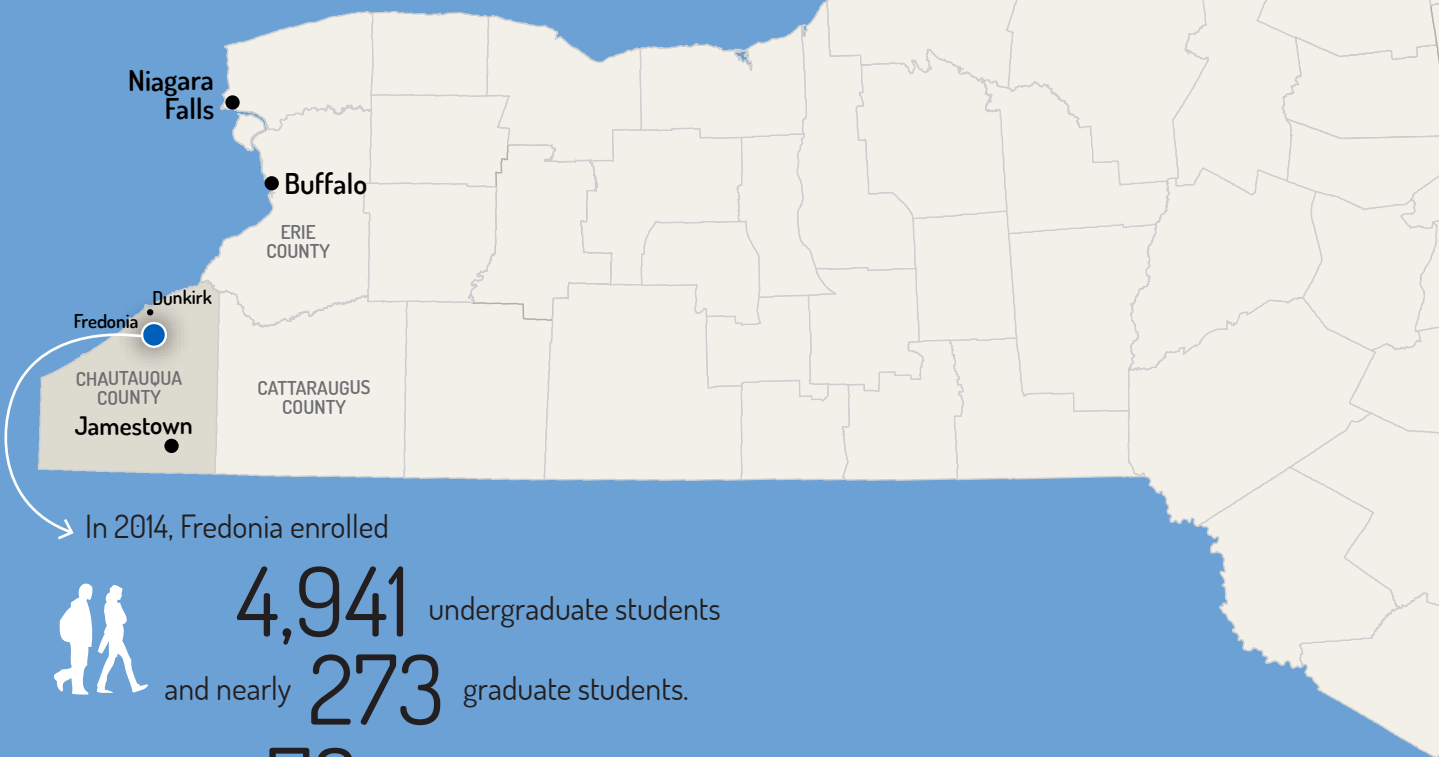 Niagara
Falls
Buffalo
ERIE
COUNTY
Dunkirk
Fredonia
CHAUTAUQUA
COUNTY
CATTARAUGUS
COUNTY
Jamestown
In 2014, Fredonia enrolled
4,941 undergraduate students
and nearly 273 graduate students.